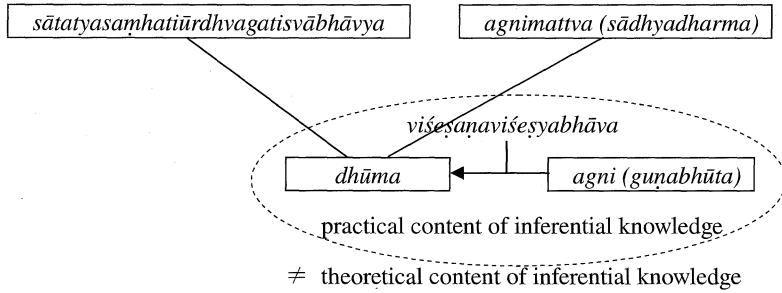 sātatyasaṃhatiūrdhvagatisvābhāvya
agnimattva (sādhyadharma)
viśeṣaṇaviśeṣyabhāva
dhūma
agni (guṇabhūta)
practical content of inferential knowledge
≠ theoretical content of inferential knowledge